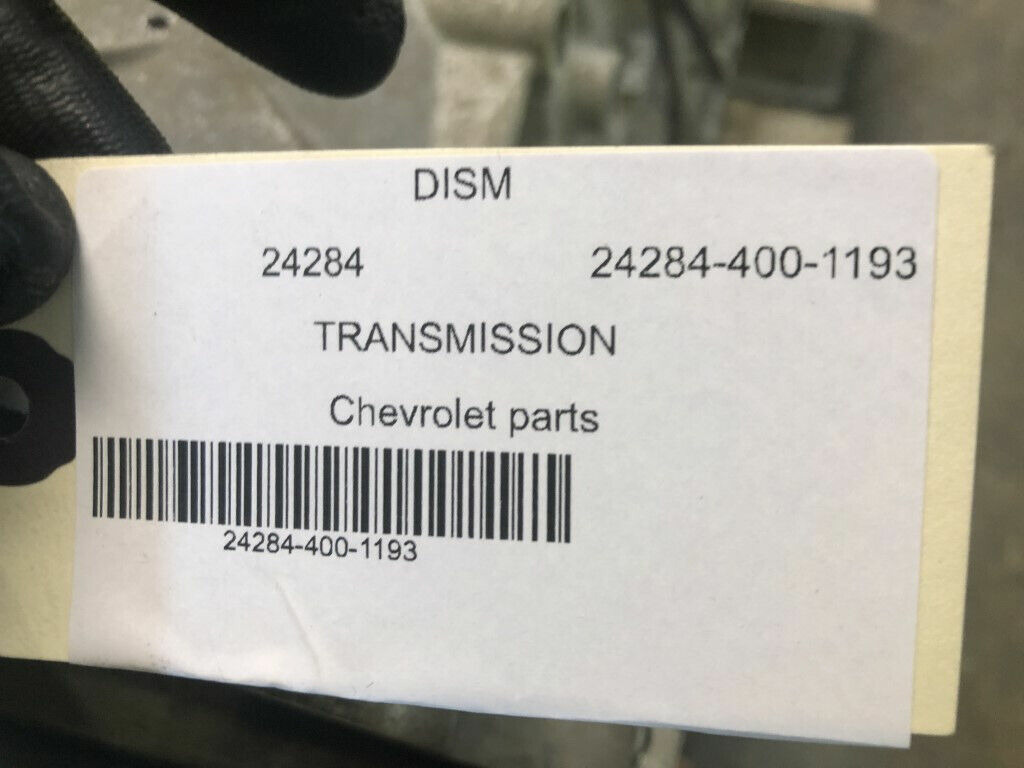 DISM
24284 24284-400-1193
TRANSMISSION
Chevrolet parts
24284-400-1193